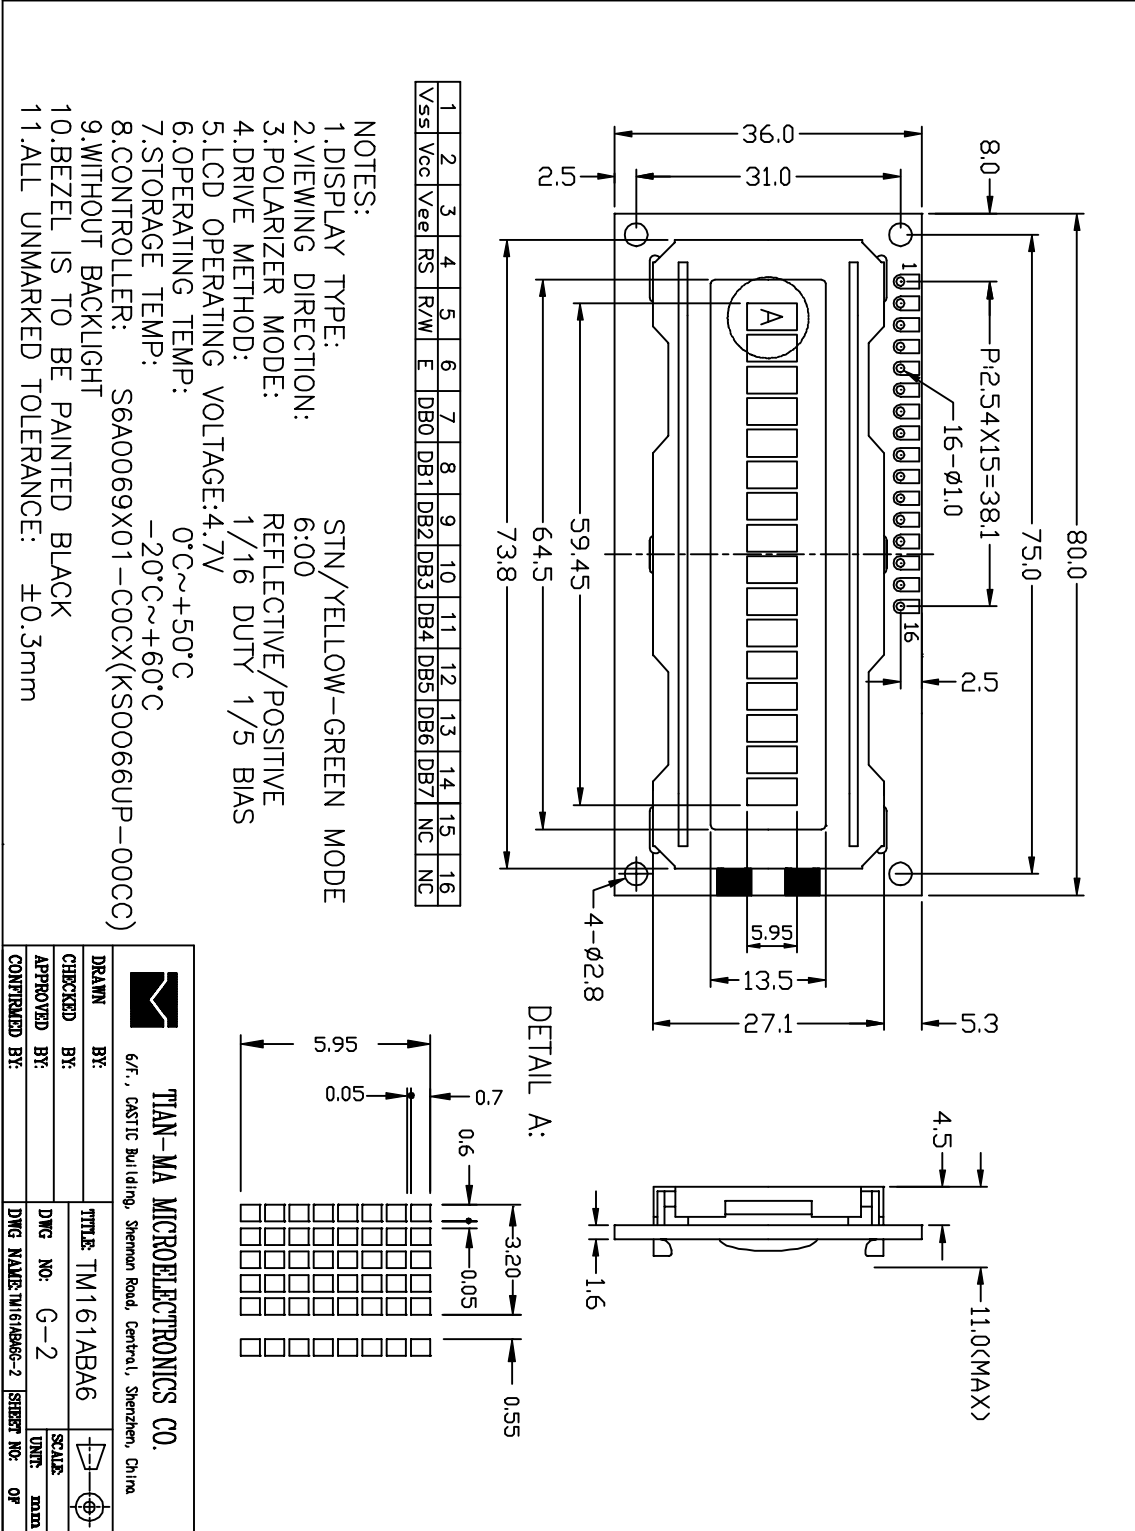 80.0
75.0
8.0
P:2.54X15=38.1
16-Ø1.0
2.5
1
16
36.0
31.0
2.5
A
59.45
64.5
73.8
4-Ø2.8
5.95
13.5
27.1
5.3
4.5
11.0(MAX)
1.6
DETAIL A:
5.95
0.05
0.7
0.6
3.20
0.05
0.55
1 2 3 4 5 6 7 8 9 10 11 12 13 14 15 16
Vss Vcc Vee RS R/W E DB0 DB1 DB2 DB3 DB4 DB5 DB6 DB7 NC NC
NOTES:
1.DISPLAY TYPE: STN/YELLOW-GREEN MODE
2.VIEWING DIRECTION: 6:00
3.POLARIZER MODE: REFLECTIVE/POSITIVE
4.DRIVE METHOD: 1/16 DUTY 1/5 BIAS
5.LCD OPERATING VOLTAGE:4.7V
6.OPERATING TEMP: 0°C~+50°C
7.STORAGE TEMP: -20°C~+60°C
8.CONTROLLER: S6A0069X01-C0CX(KS0066UP-00CC)
9.WITHOUT BACKLIGHT
10.BEZEL IS TO BE PAINTED BLACK
11.ALL UNMARKED TOLERANCE: ±0.3mm
TIAN-MA MICROELECTRONICS CO.
6/F., CASTIC Building, Shennan Road, Central, Shenzhen, China
DRAWN BY:
CHECKED BY:
APPROVED BY:
CONFIRMED BY:
TITLE: TM161ABA6
DWG NO: G-2
SCALE:
UNIT: mm
DWG NAME:TM161ABA6G-2
SHEET NO: OF